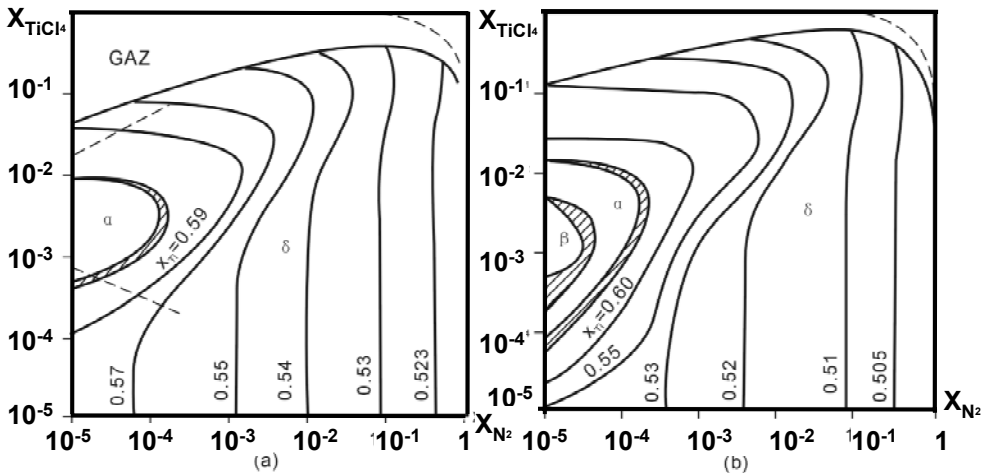 X_TiCl₄
GAZ
10⁻¹
10⁻²
10⁻³
10⁻⁴
10⁻⁵
α
δ
x_Ti=0.59
0.57
0.55
0.54
0.53
0.523
10⁻⁵
10⁻⁴
10⁻³
10⁻²
10⁻¹
1
X_N₂
(a)
X_TiCl₄
10⁻¹
10⁻²
10⁻³
10⁻⁴
10⁻⁵
β
α
δ
x_Ti=0.60
0.55
0.53
0.52
0.51
0.505
10⁻⁵
10⁻⁴
10⁻³
10⁻²
10⁻¹
1
X_N₂
(b)